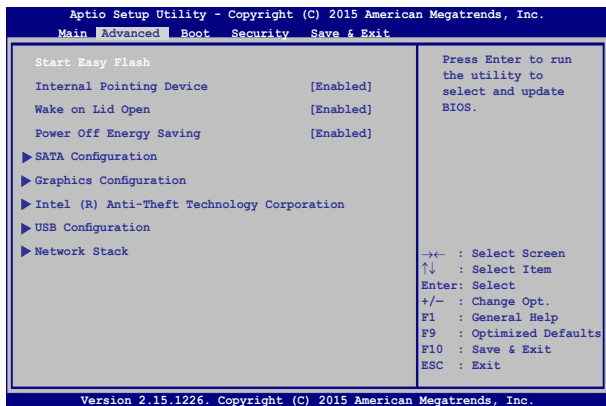 Aptio Setup Utility - Copyright (C) 2015 American Megatrends, Inc.
Main Advanced Boot Security Save & Exit
Start Easy Flash
Internal Pointing Device [Enabled]
Wake on Lid Open [Enabled]
Power Off Energy Saving [Enabled]
SATA Configuration
Graphics Configuration
Intel (R) Anti-Theft Technology Corporation
USB Configuration
Network Stack
Press Enter to run
the utility to
select and update
BIOS.
→← : Select Screen
↑↓ : Select Item
Enter: Select
+/— : Change Opt.
F1 : General Help
F9 : Optimized Defaults
F10 : Save & Exit
ESC : Exit
Version 2.15.1226. Copyright (C) 2015 American Megatrends, Inc.